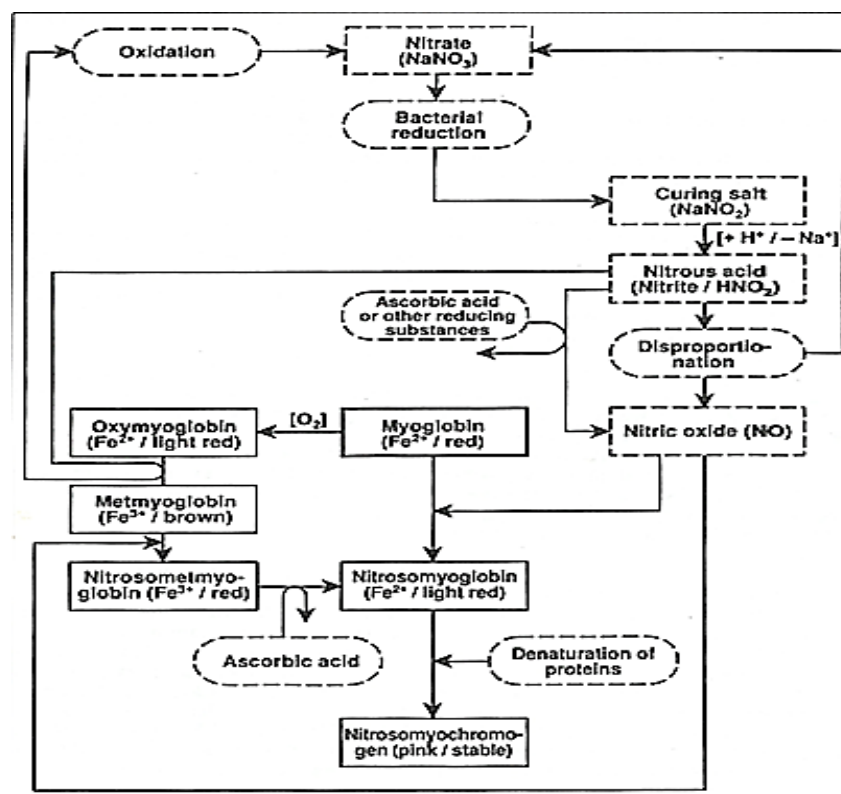 Oxidation
Nitrate
(NaNO₃)
Bacterial
reduction
Curing salt
(NaNO₂)
[+ H⁺ / – Na⁺]
Nitrous acid
(Nitrite / HNO₂)
Ascorbic acid
or other reducing
substances
Disproportio-
nation
Oxymyoglobin
(Fe²⁺ / light red)
[O₂]
Myoglobin
(Fe²⁺ / red)
Nitric oxide (NO)
Metmyoglobin
(Fe³⁺ / brown)
Nitrosometmyo-
globin (Fe³⁺ / red)
Nitrosomyoglobin
(Fe²⁺ / light red)
Ascorbic acid
Denaturation of
proteins
Nitrosomyochromo-
gen (pink / stable)